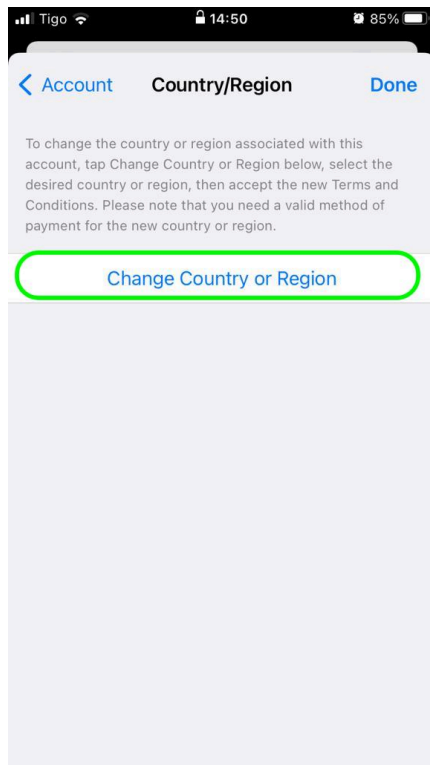 Tigo 14:50 85%
Account Country/Region Done
To change the country or region associated with this
account, tap Change Country or Region below, select the
desired country or region, then accept the new Terms and
Conditions. Please note that you need a valid method of
payment for the new country or region.
Change Country or Region